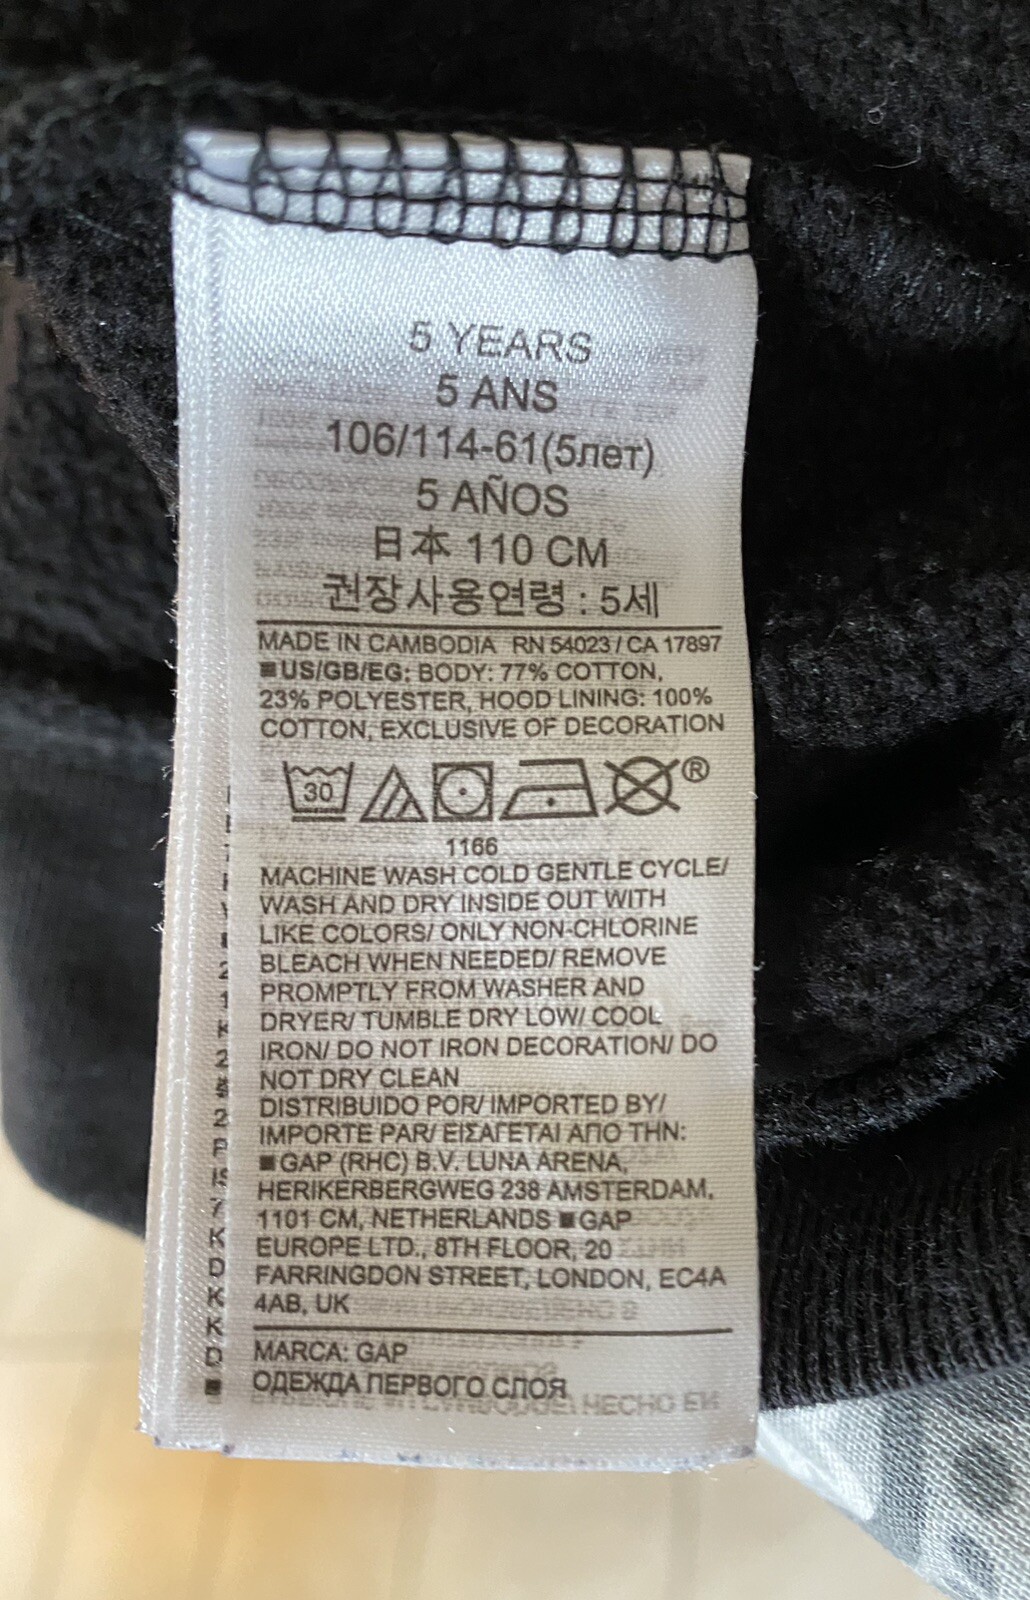 5 YEARS
5 ANS
106/114-61(5лет)
5 AÑOS
日本 110 CM
권장사용연령 : 5세
MADE IN CAMBODIA RN 54023 / CA 17897
■US/GB/EG: BODY: 77% COTTON,
23% POLYESTER, HOOD LINING: 100%
COTTON, EXCLUSIVE OF DECORATION
30
®
1166
MACHINE WASH COLD GENTLE CYCLE/
WASH AND DRY INSIDE OUT WITH
LIKE COLORS/ ONLY NON-CHLORINE
BLEACH WHEN NEEDED/ REMOVE
PROMPTLY FROM WASHER AND
DRYER/ TUMBLE DRY LOW/ COOL
IRON/ DO NOT IRON DECORATION/ DO
NOT DRY CLEAN
DISTRIBUIDO POR/ IMPORTED BY/
IMPORTE PAR/ ΕΙΣΑΓΕΤΑΙ ΑΠΟ ΤΗΝ:
■GAP (RHC) B.V. LUNA ARENA,
HERIKERBERGWEG 238 AMSTERDAM,
1101 CM, NETHERLANDS ■GAP
EUROPE LTD., 8TH FLOOR, 20
FARRINGDON STREET, LONDON, EC4A
4AB, UK
MARCA: GAP
ОДЕЖДА ПЕРВОГО СЛОЯ